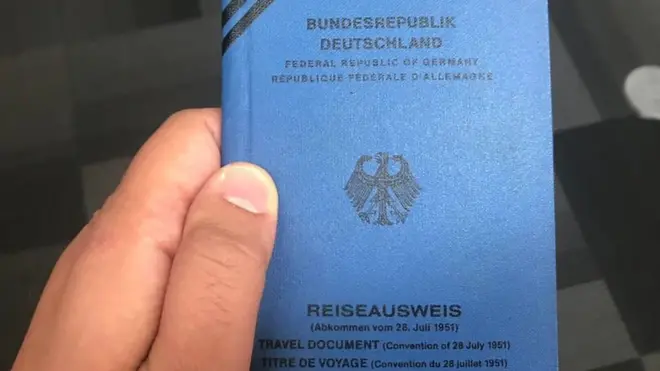 BUNDESREPUBLIK
DEUTSCHLAND
FEDERAL REPUBLIC OF GERMANY
RÉPUBLIQUE FÉDÉRALE D'ALLEMAGNE
REISEAUSWEIS
(Abkommen vom 28. Juli 1951)
TRAVEL DOCUMENT (Convention of 28 July 1951)
TITRE DE VOYAGE (Convention du 28 juillet 1951)